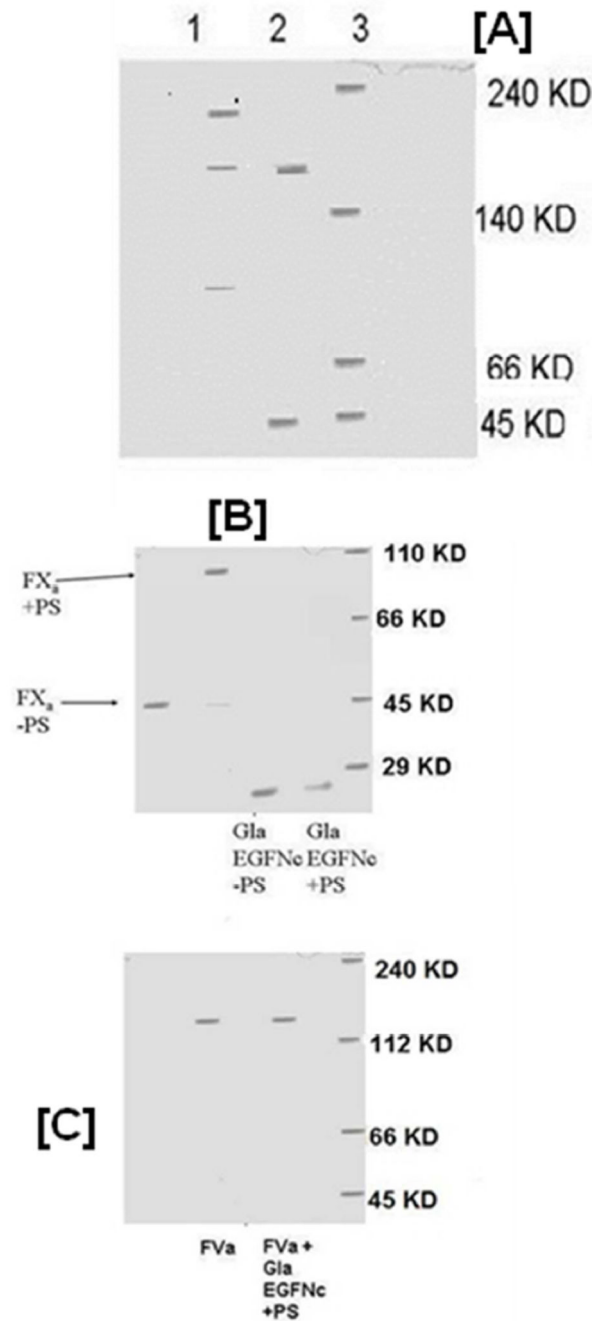 1 2 3 [A]
240 KD
140 KD
66 KD
45 KD
[B]
FXa
+PS
FXa
-PS
110 KD
66 KD
45 KD
29 KD
Gla
EGFNc
-PS
Gla
EGFNc
+PS
[C]
240 KD
112 KD
66 KD
45 KD
FVa
FVa +
Gla
EGFNc
+PS